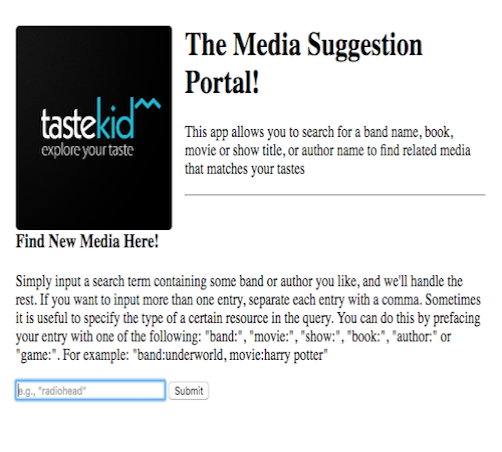 tastekid
explore your taste
The Media Suggestion
Portal!
This app allows you to search for a band name, book,
movie or show title, or author name to find related media
that matches your tastes
Find New Media Here!
Simply input a search term containing some band or author you like, and we'll handle the
rest. If you want to input more than one entry, separate each entry with a comma. Sometimes
it is useful to specify the type of a certain resource in the query. You can do this by prefacing
your entry with one of the following: "band:", "movie:", "show:", "book:", "author:" or
"game:". For example: "band:underworld, movie:harry potter"
e.g., "radiohead" Submit